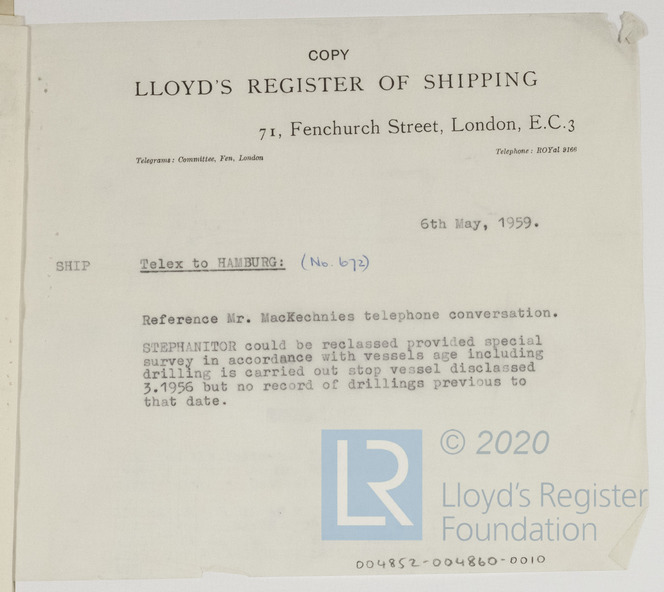 COPY
LLOYD'S REGISTER OF SHIPPING
71, Fenchurch Street, London, E.C.3
Telegrams: Committee, Fen, London
Telephone: ROYal 9166
6th May, 1959.
SHIP
Telex to HAMBURG: (No. 672)
Reference Mr. MacKechnies telephone conversation.
STEPHANITOR could be reclassed provided special
survey in accordance with vessels age including
drilling is carried out stop vessel disclassed
3.1956 but no record of drillings previous to
that date.
LR
© 2020
Lloyd's Register
Foundation
004852-004860-0010